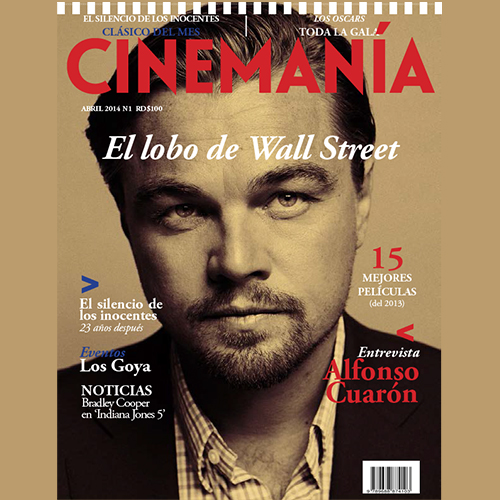 EL SILENCIO DE LOS INOCENTES
CLÁSICO DEL MES
LOS OSCARS
TODA LA GALA
CINEMANÍA
ABRIL 2014 N1 RD$100
El lobo de Wall Street
15
MEJORES
PELÍCULAS
(del 2013)
>
El silencio de
los inocentes
23 años después
<
Entrevista
Alfonso
Cuarón
Eventos
Los Goya
NOTICIAS
Bradley Cooper
en 'Indiana Jones 5'